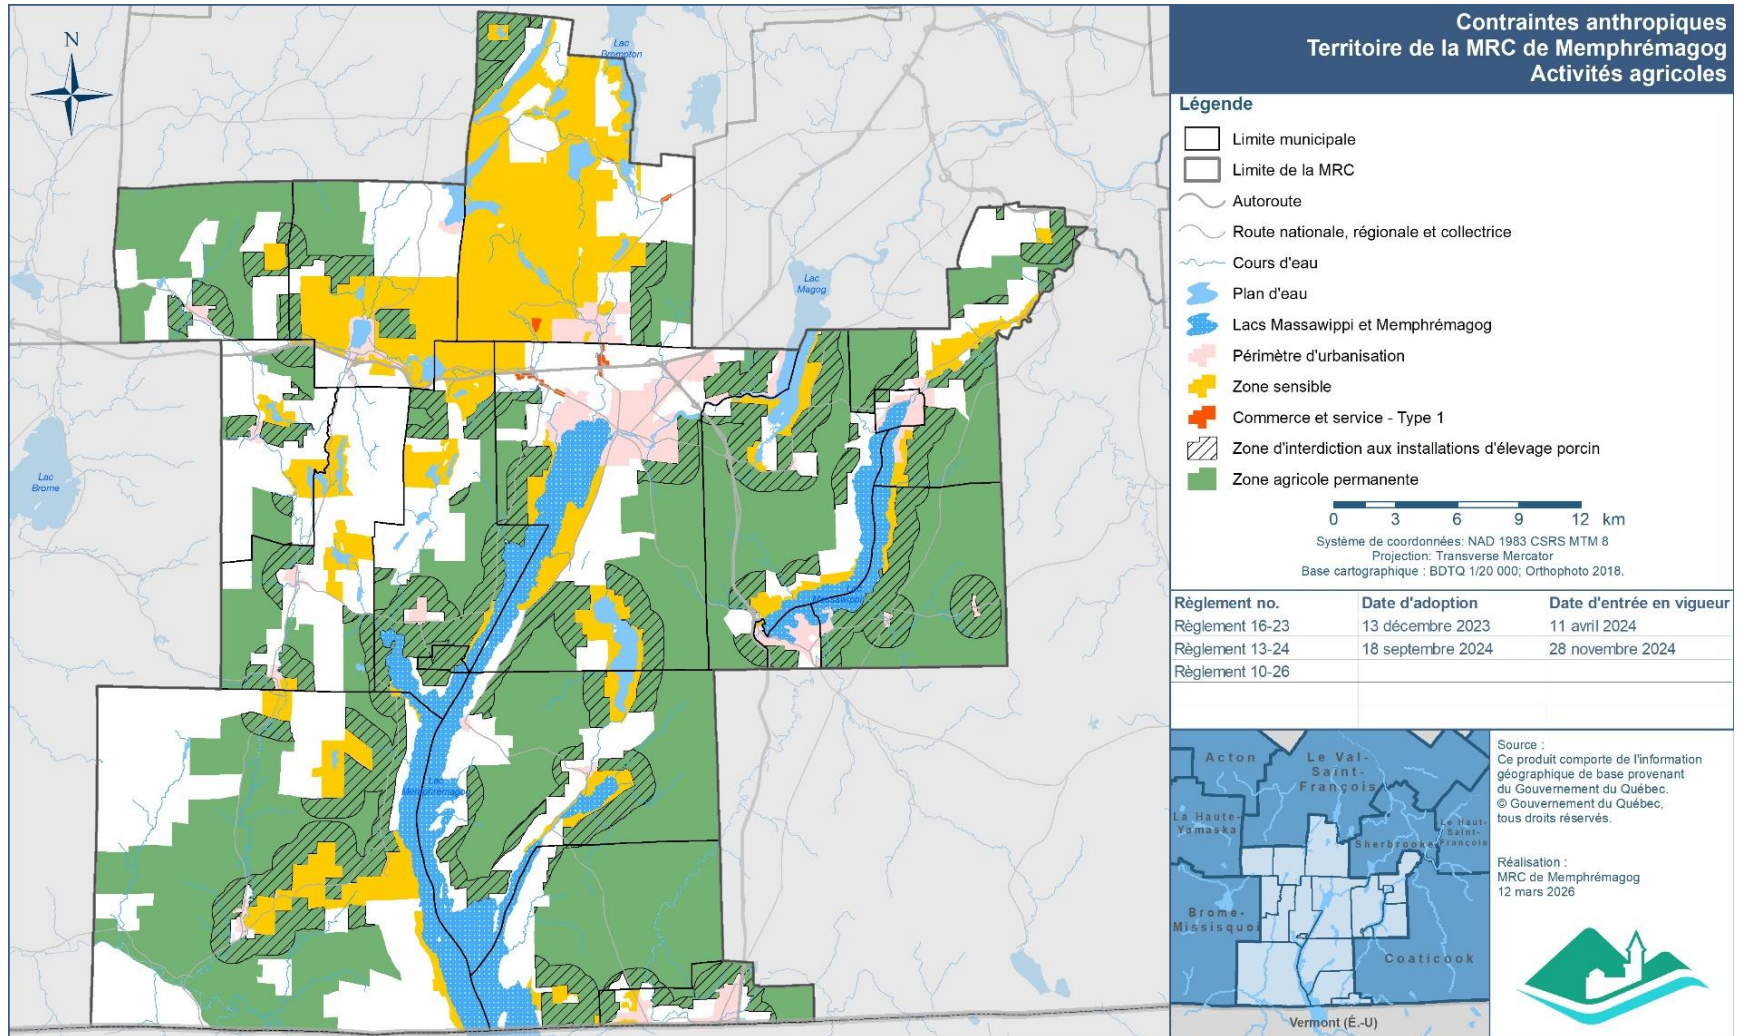 Contraintes anthropiques
Territoire de la MRC de Memphrémagog
Activités agricoles
N
Lac
Brompton
Lac
Magog
Lac
Brome
Massawippi
Lac
Memphrémagog
Légende
Limite municipale
Limite de la MRC
Autoroute
Route nationale, régionale et collectrice
Cours d'eau
Plan d'eau
Lacs Massawippi et Memphrémagog
Périmètre d'urbanisation
Zone sensible
Commerce et service - Type 1
Zone d'interdiction aux installations d'élevage porcin
Zone agricole permanente
0 3 6 9 12 km
Système de coordonnées: NAD 1983 CSRS MTM 8
Projection: Transverse Mercator
Base cartographique : BDTQ 1/20 000; Orthophoto 2018.
Règlement no. Date d'adoption Date d'entrée en vigueur
Règlement 16-23 13 décembre 2023 11 avril 2024
Règlement 13-24 18 septembre 2024 28 novembre 2024
Règlement 10-26
Acton
Le Val-
Saint-
François
La Haute-
Yamaska
Sherbrooke
Le Haut-
Saint-
François
Brome-
Missisquoi
Coaticook
Vermont (É.-U)
Source :
Ce produit comporte de l'information
géographique de base provenant
du Gouvernement du Québec.
© Gouvernement du Québec,
tous droits réservés.
Réalisation :
MRC de Memphrémagog
12 mars 2026